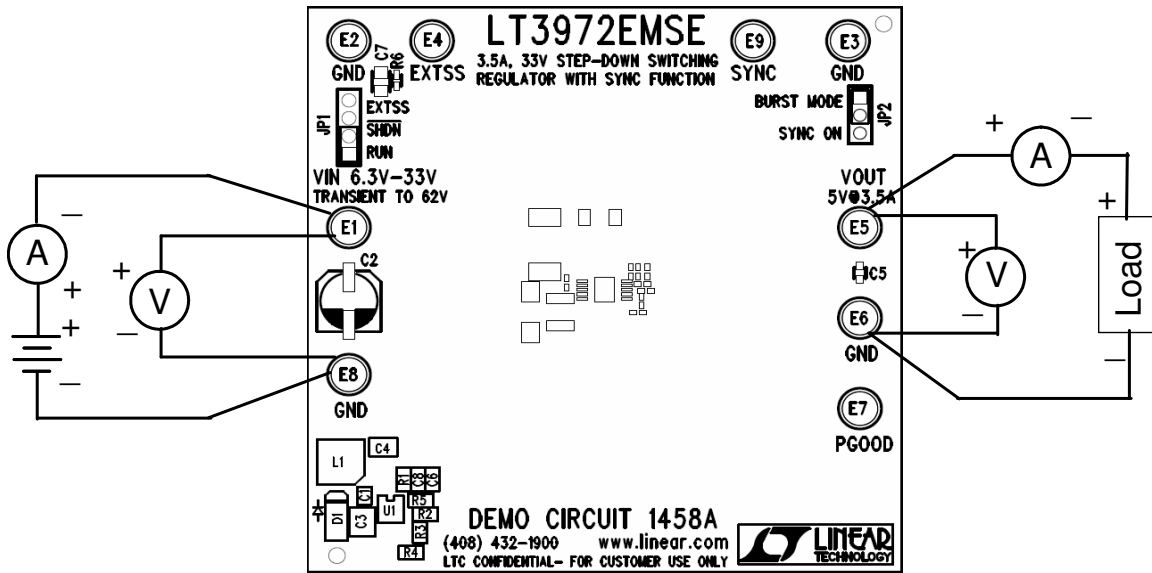 LT3972EMSE
3.5A, 33V STEP-DOWN SWITCHING
REGULATOR WITH SYNC FUNCTION
E2
GND
E4
EXTSS
C7
R6
E9
SYNC
E3
GND
JP1
EXTSS
SHDN
RUN
BURST MODE
SYNC ON
JP2
VIN 6.3V-33V
TRANSIENT TO 62V
VOUT
5V@3.5A
E1
C2
E8
GND
E5
C5
E6
GND
E7
PGOOD
A
−
+
+
−
V
+
−
+
A
−
+
V
−
+
Load
−
L1
C4
R1
C8
C6
D1
C1
C3
U1
R5
R2
R3
R4
DEMO CIRCUIT 1458A
(408) 432-1900 www.linear.com
LTC CONFIDENTIAL- FOR CUSTOMER USE ONLY
LINEAR
TECHNOLOGY